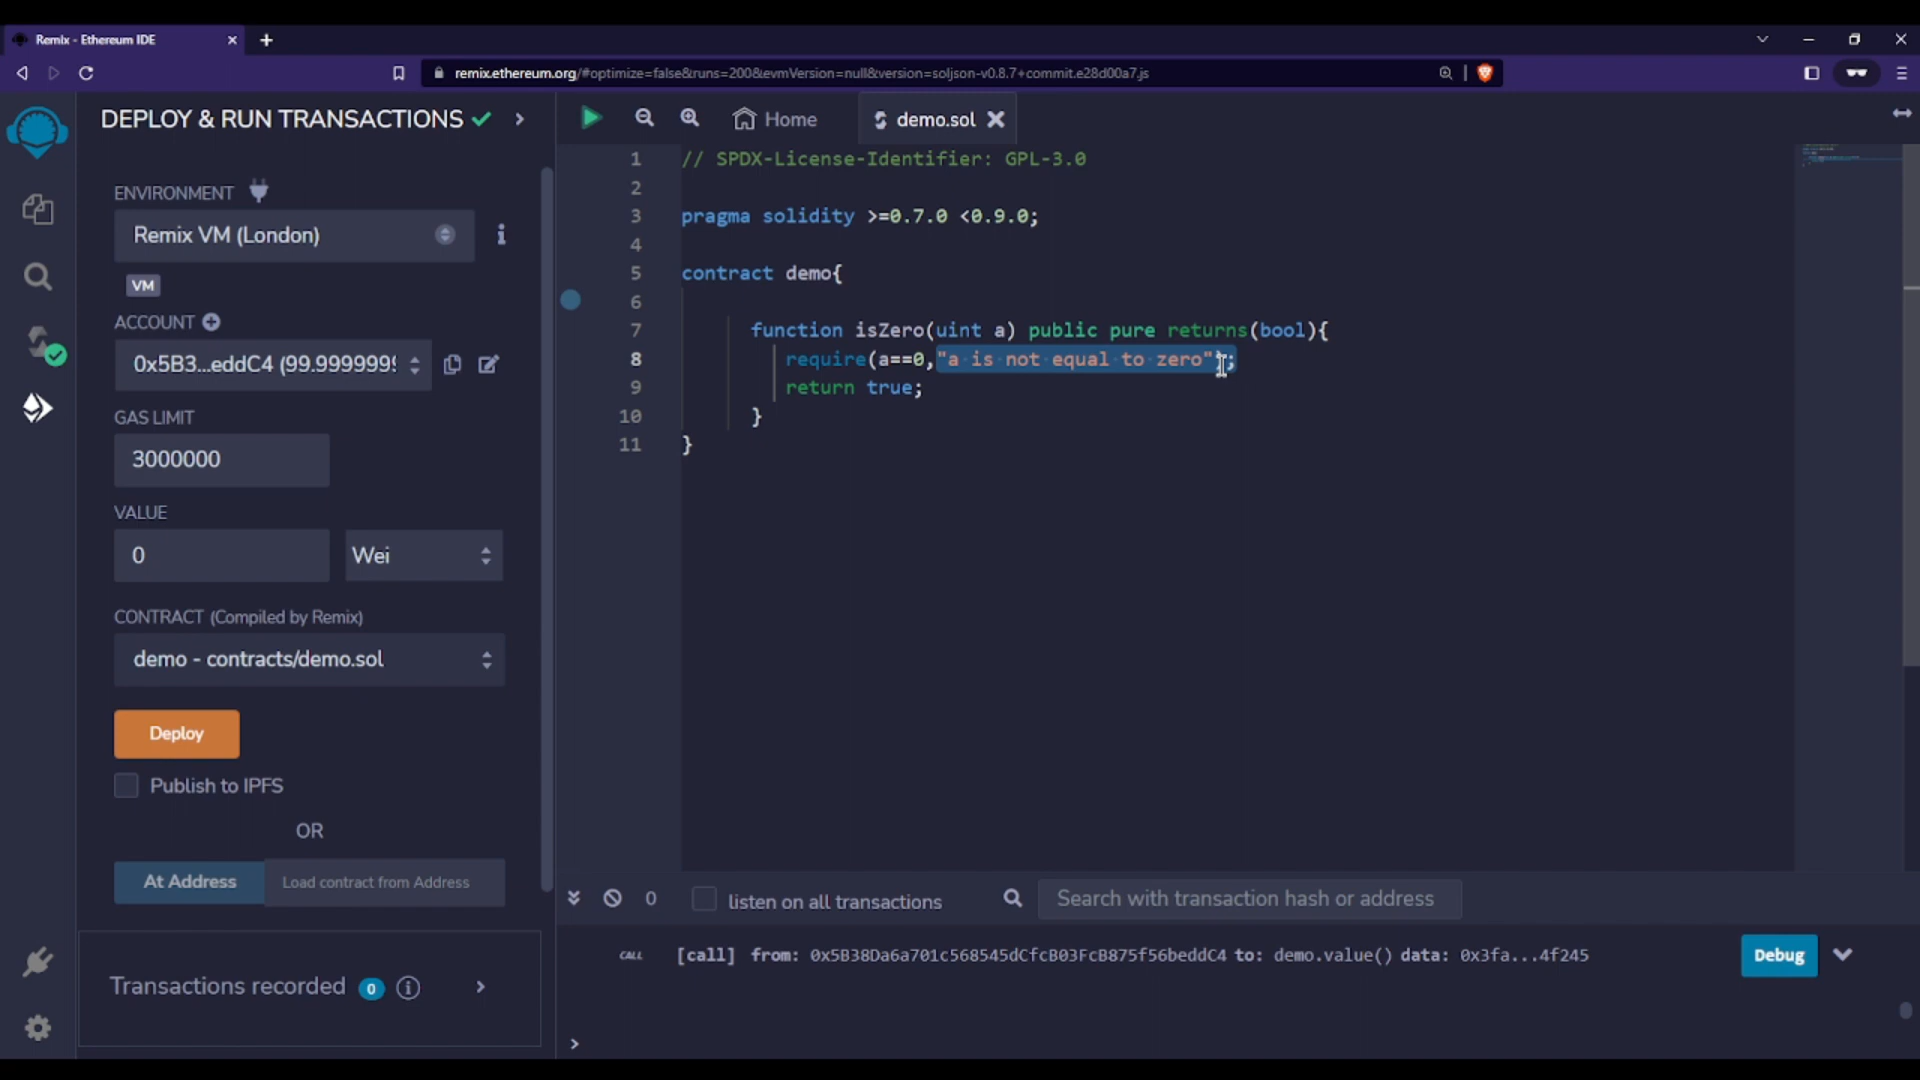 Remix - Ethereum IDE
remix.ethereum.org/#optimize=false&runs=200&evmVersion=null&version=soljson-v0.8.7+commit.e28d00a7.js
DEPLOY & RUN TRANSACTIONS
ENVIRONMENT
Remix VM (London)
VM
ACCOUNT
0x5B3...eddC4 (99.9999999
GAS LIMIT
3000000
VALUE
0
Wei
CONTRACT (Compiled by Remix)
demo - contracts/demo.sol
Deploy
Publish to IPFS
OR
At Address
Load contract from Address
Transactions recorded 0
Home
demo.sol
1 // SPDX-License-Identifier: GPL-3.0
2
3 pragma solidity >=0.7.0 <0.9.0;
4
5 contract demo{
6
7 function isZero(uint a) public pure returns(bool){
8 require(a==0,"a is not equal to zero");
9 return true;
10 }
11 }
0
listen on all transactions
Search with transaction hash or address
CALL
[call] from: 0x5B38Da6a701c568545dCfcB03FcB875f56beddC4 to: demo.value() data: 0x3fa...4f245
Debug
>